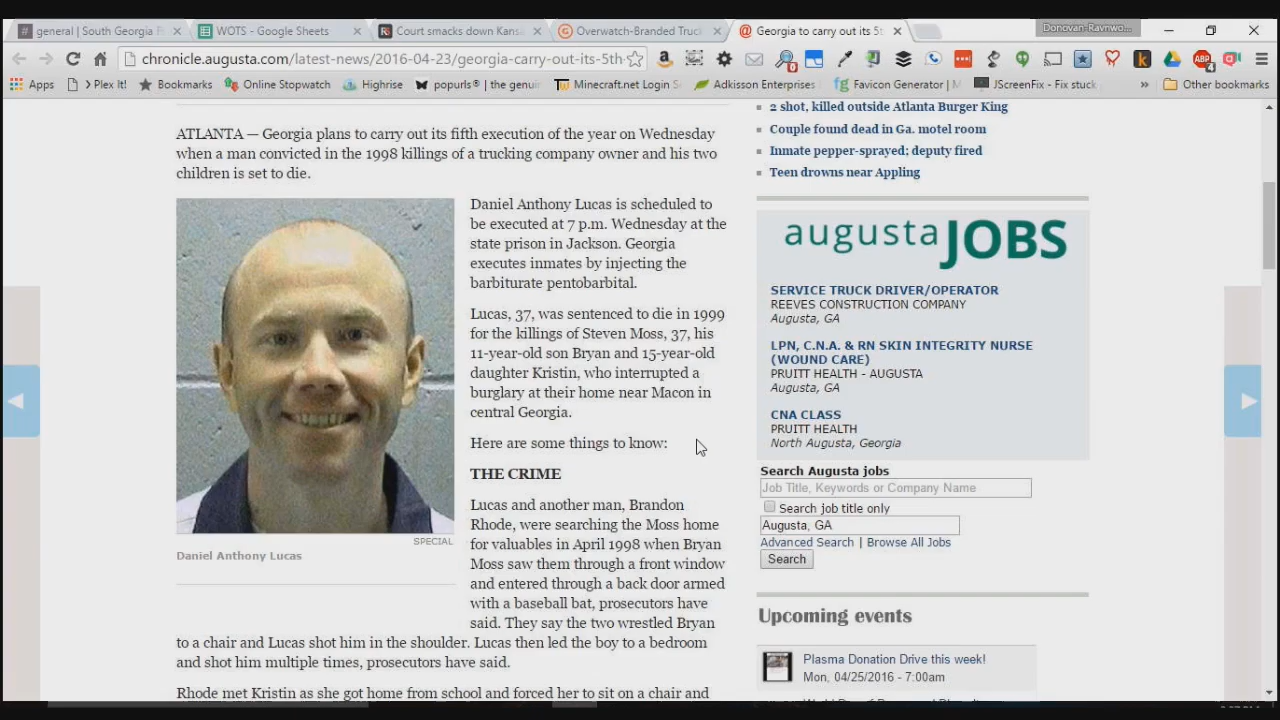 general | South Georgia F
WOTS - Google Sheets
Court smacks down Kans
Overwatch-Branded Truc
Georgia to carry out its 5t
chronicle.augusta.com/latest-news/2016-04-23/georgia-carry-out-its-5th-
Apps
> Plex It!
Bookmarks
Online Stopwatch
Highrise
popurls® | the genui
Minecraft.net Login S
Adkisson Enterprises
Favicon Generator | M
JScreenFix - Fix stuck
»
Other bookmarks
ATLANTA — Georgia plans to carry out its fifth execution of the year on Wednesday
when a man convicted in the 1998 killings of a trucking company owner and his two
children is set to die.
Daniel Anthony Lucas is scheduled to
be executed at 7 p.m. Wednesday at the
state prison in Jackson. Georgia
executes inmates by injecting the
barbiturate pentobarbital.
Lucas, 37, was sentenced to die in 1999
for the killings of Steven Moss, 37, his
11-year-old son Bryan and 15-year-old
daughter Kristin, who interrupted a
burglary at their home near Macon in
central Georgia.
Here are some things to know:
THE CRIME
Lucas and another man, Brandon
Rhode, were searching the Moss home
for valuables in April 1998 when Bryan
Moss saw them through a front window
and entered through a back door armed
with a baseball bat, prosecutors have
said. They say the two wrestled Bryan
to a chair and Lucas shot him in the shoulder. Lucas then led the boy to a bedroom
and shot him multiple times, prosecutors have said.
Rhode met Kristin as she got home from school and forced her to sit on a chair and
SPECIAL
Daniel Anthony Lucas
2 shot, killed outside Atlanta Burger King
Couple found dead in Ga. motel room
Inmate pepper-sprayed; deputy fired
Teen drowns near Appling
augustaJOBS
SERVICE TRUCK DRIVER/OPERATOR
REEVES CONSTRUCTION COMPANY
Augusta, GA
LPN, C.N.A. & RN SKIN INTEGRITY NURSE
(WOUND CARE)
PRUITT HEALTH - AUGUSTA
Augusta, GA
CNA CLASS
PRUITT HEALTH
North Augusta, Georgia
Search Augusta jobs
Job Title, Keywords or Company Name
Search job title only
Augusta, GA
Advanced Search | Browse All Jobs
Search
Upcoming events
Plasma Donation Drive this week!
Mon, 04/25/2016 - 7:00am